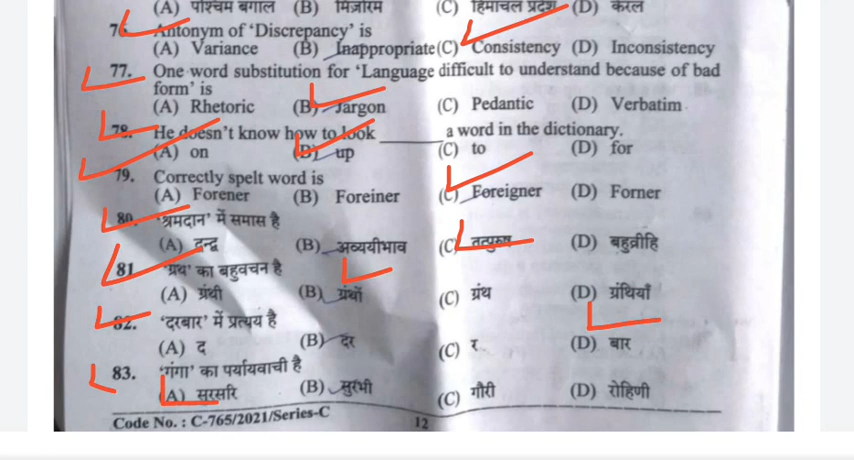 (A) पश्चिम बंगाल (B) मिज़ोरम (C) हिमाचल प्रदेश (D) केरल
76. Antonym of ‘Discrepancy’ is
(A) Variance (B) Inappropriate (C) Consistency (D) Inconsistency
77. One word substitution for ‘Language difficult to understand because of bad
form’ is
(A) Rhetoric (B) Jargon (C) Pedantic (D) Verbatim
78. He doesn’t know how to look ________ a word in the dictionary.
(A) on (B) up (C) to (D) for
79. Correctly spelt word is
(A) Forener (B) Foreiner (C) Foreigner (D) Forner
80. ‘श्रमदान’ में समास है
(A) द्वन्द्व (B) अव्ययीभाव (C) तत्पुरुष (D) बहुव्रीहि
81. ‘ग्रंथ’ का बहुवचन है
(A) ग्रंथी (B) ग्रंथों (C) ग्रंथ (D) ग्रंथियाँ
82. ‘दरबार’ में प्रत्यय है
(A) द (B) दर (C) र (D) बार
83. ‘गंगा’ का पर्यायवाची है
(A) सुरसरि (B) सुरभी (C) गौरी (D) रोहिणी
Code No. : C-765/2021/Series-C 12